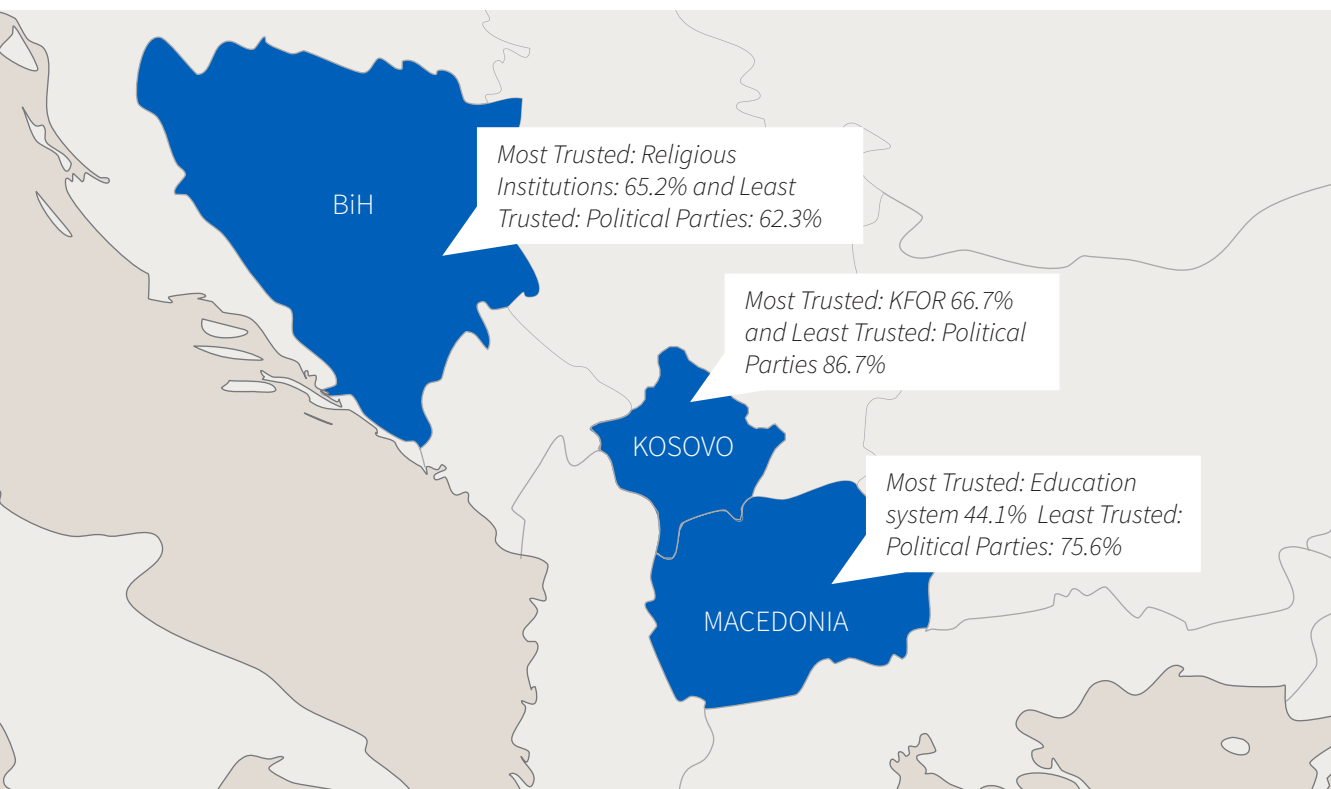 BiH
Most Trusted: Religious
Institutions: 65.2% and Least
Trusted: Political Parties: 62.3%
Most Trusted: KFOR 66.7%
and Least Trusted: Political
Parties 86.7%
KOSOVO
Most Trusted: Education
system 44.1% Least Trusted:
Political Parties: 75.6%
MACEDONIA